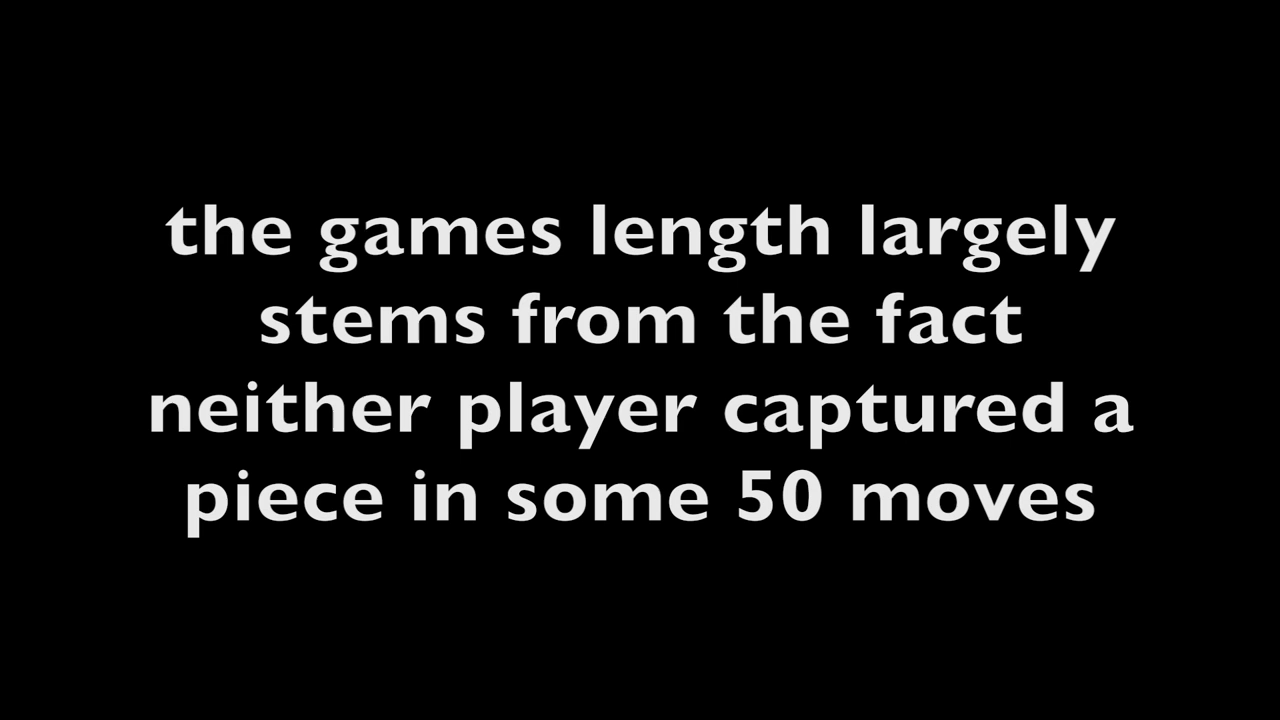 the games length largely
stems from the fact
neither player captured a
piece in some 50 moves